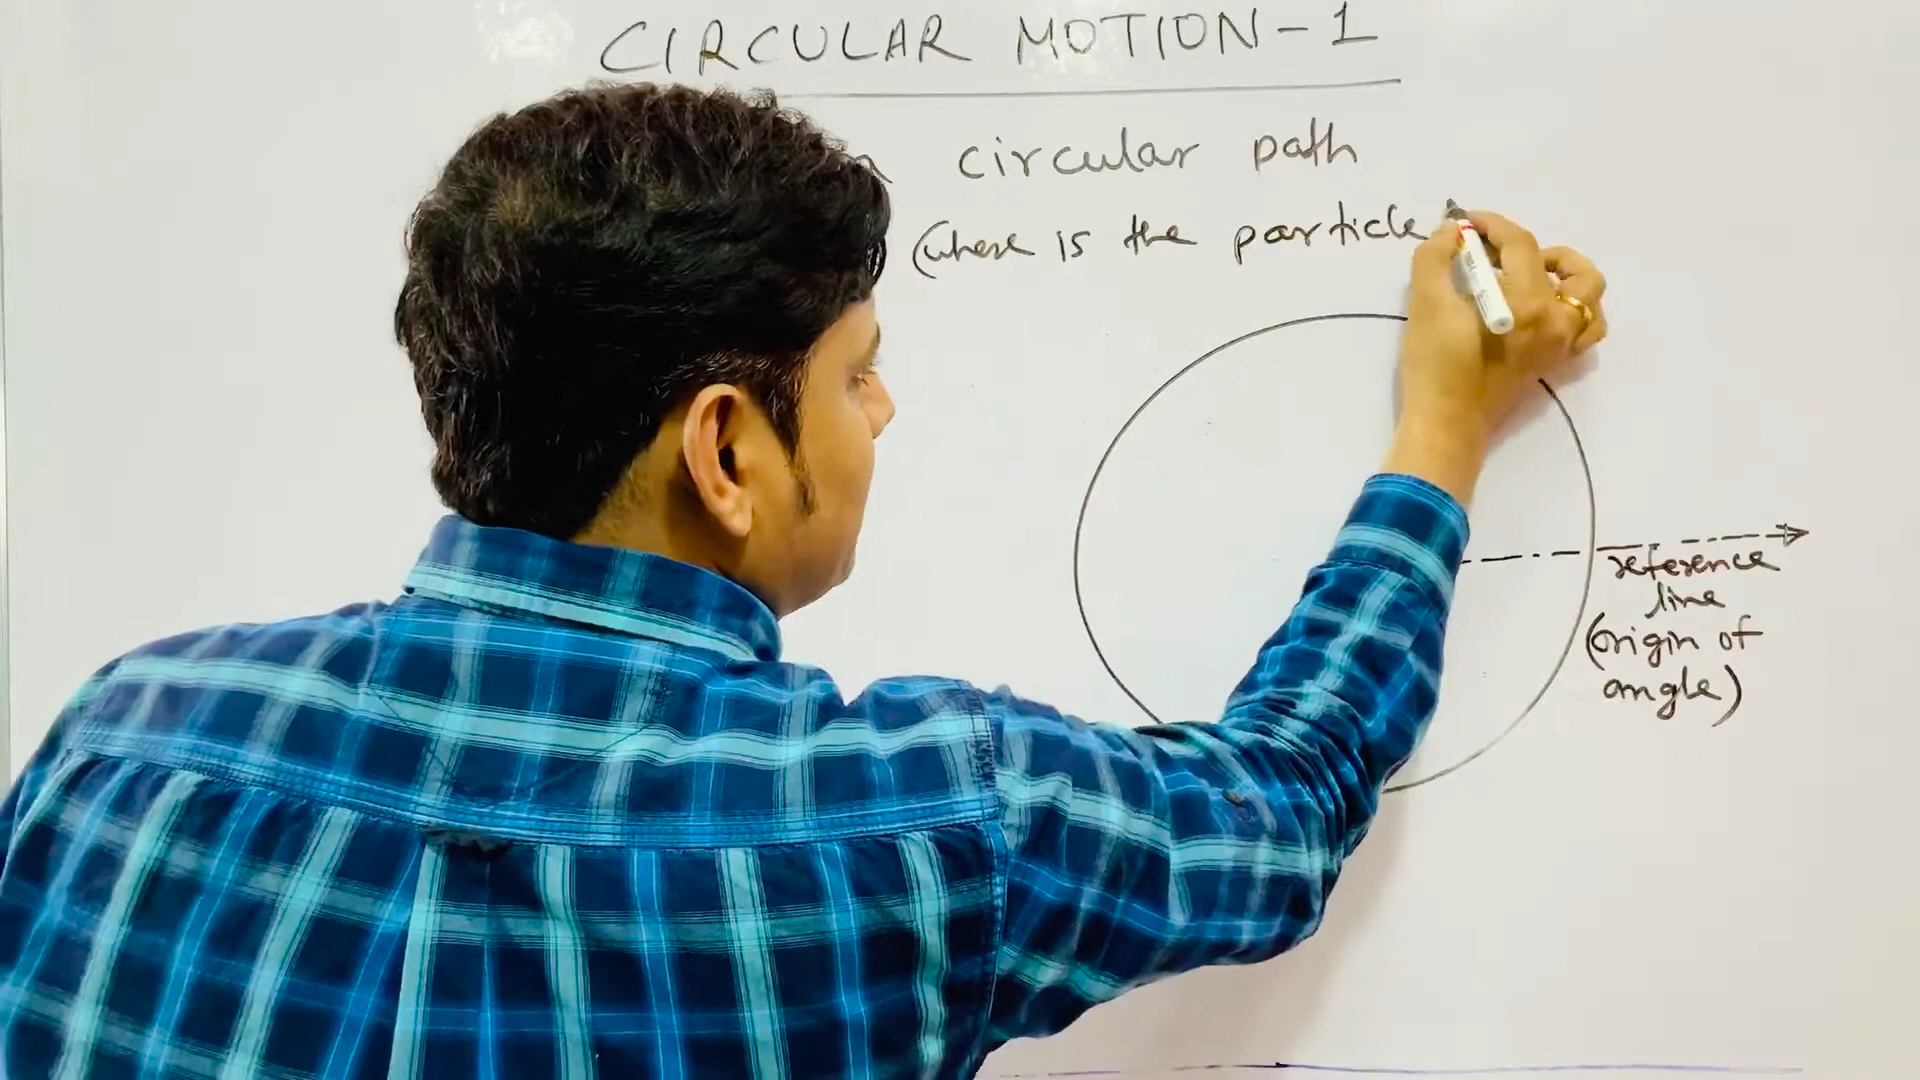 CIRCULAR MOTION-1
circular path
(where is the particle
reference
line
(origin of
angle)